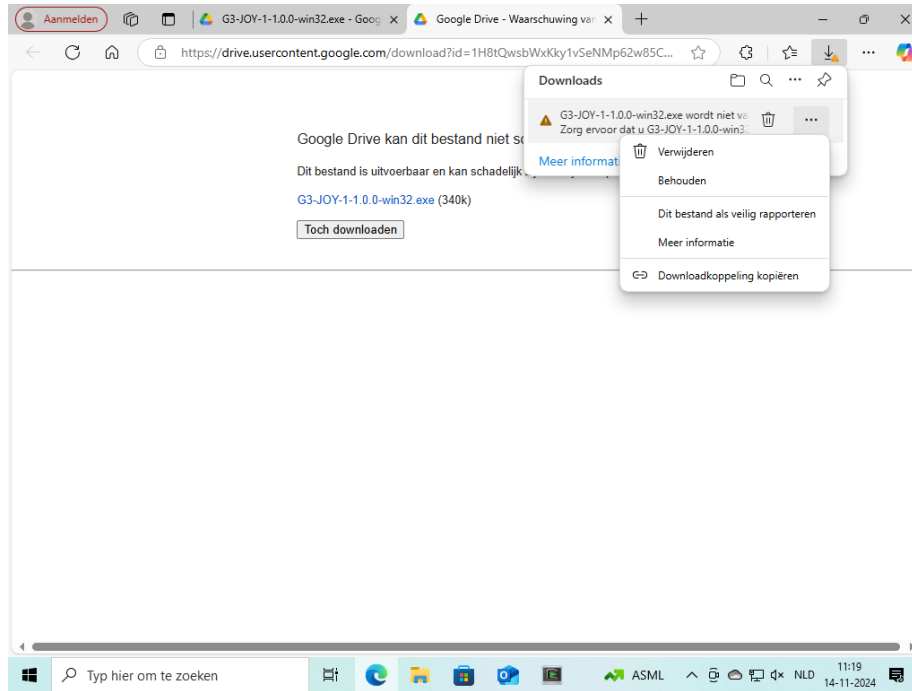 Aanmelden
G3-JOY-1-1.0.0-win32.exe - Goog
Google Drive - Waarschuwing van
https://drive.usercontent.google.com/download?id=1H8tQwsbWxKky1vSeNMp62w85C...
Downloads
G3-JOY-1-1.0.0-win32.exe wordt niet va
Zorg ervoor dat u G3-JOY-1-1.0.0-win3
Meer informat
Verwijderen
Behouden
Dit bestand als veilig rapporteren
Meer informatie
Downloadkoppeling kopiëren
Google Drive kan dit bestand niet sc
Dit bestand is uitvoerbaar en kan schadelijk
G3-JOY-1-1.0.0-win32.exe (340k)
Toch downloaden
Typ hier om te zoeken
ASML
NLD
11:19
14-11-2024